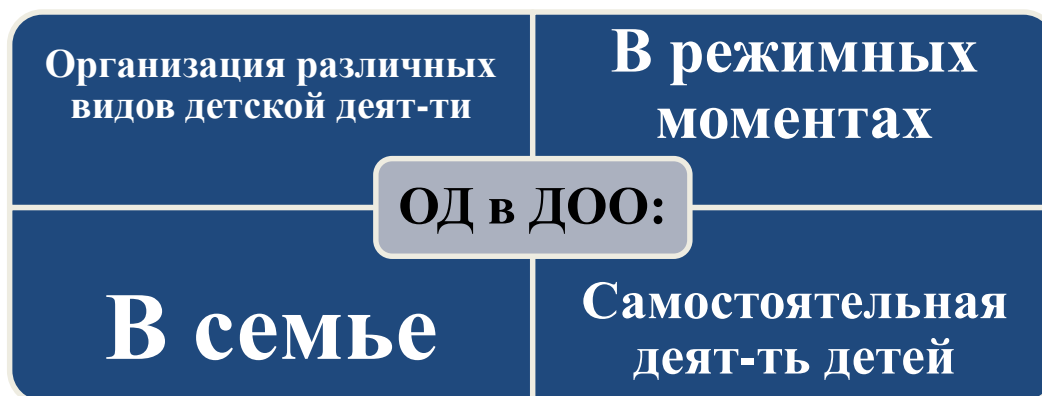 Организация различных
видов детской деят-ти
В режимных
моментах
ОД в ДОО:
В семье
Самостоятельная
деят-ть детей